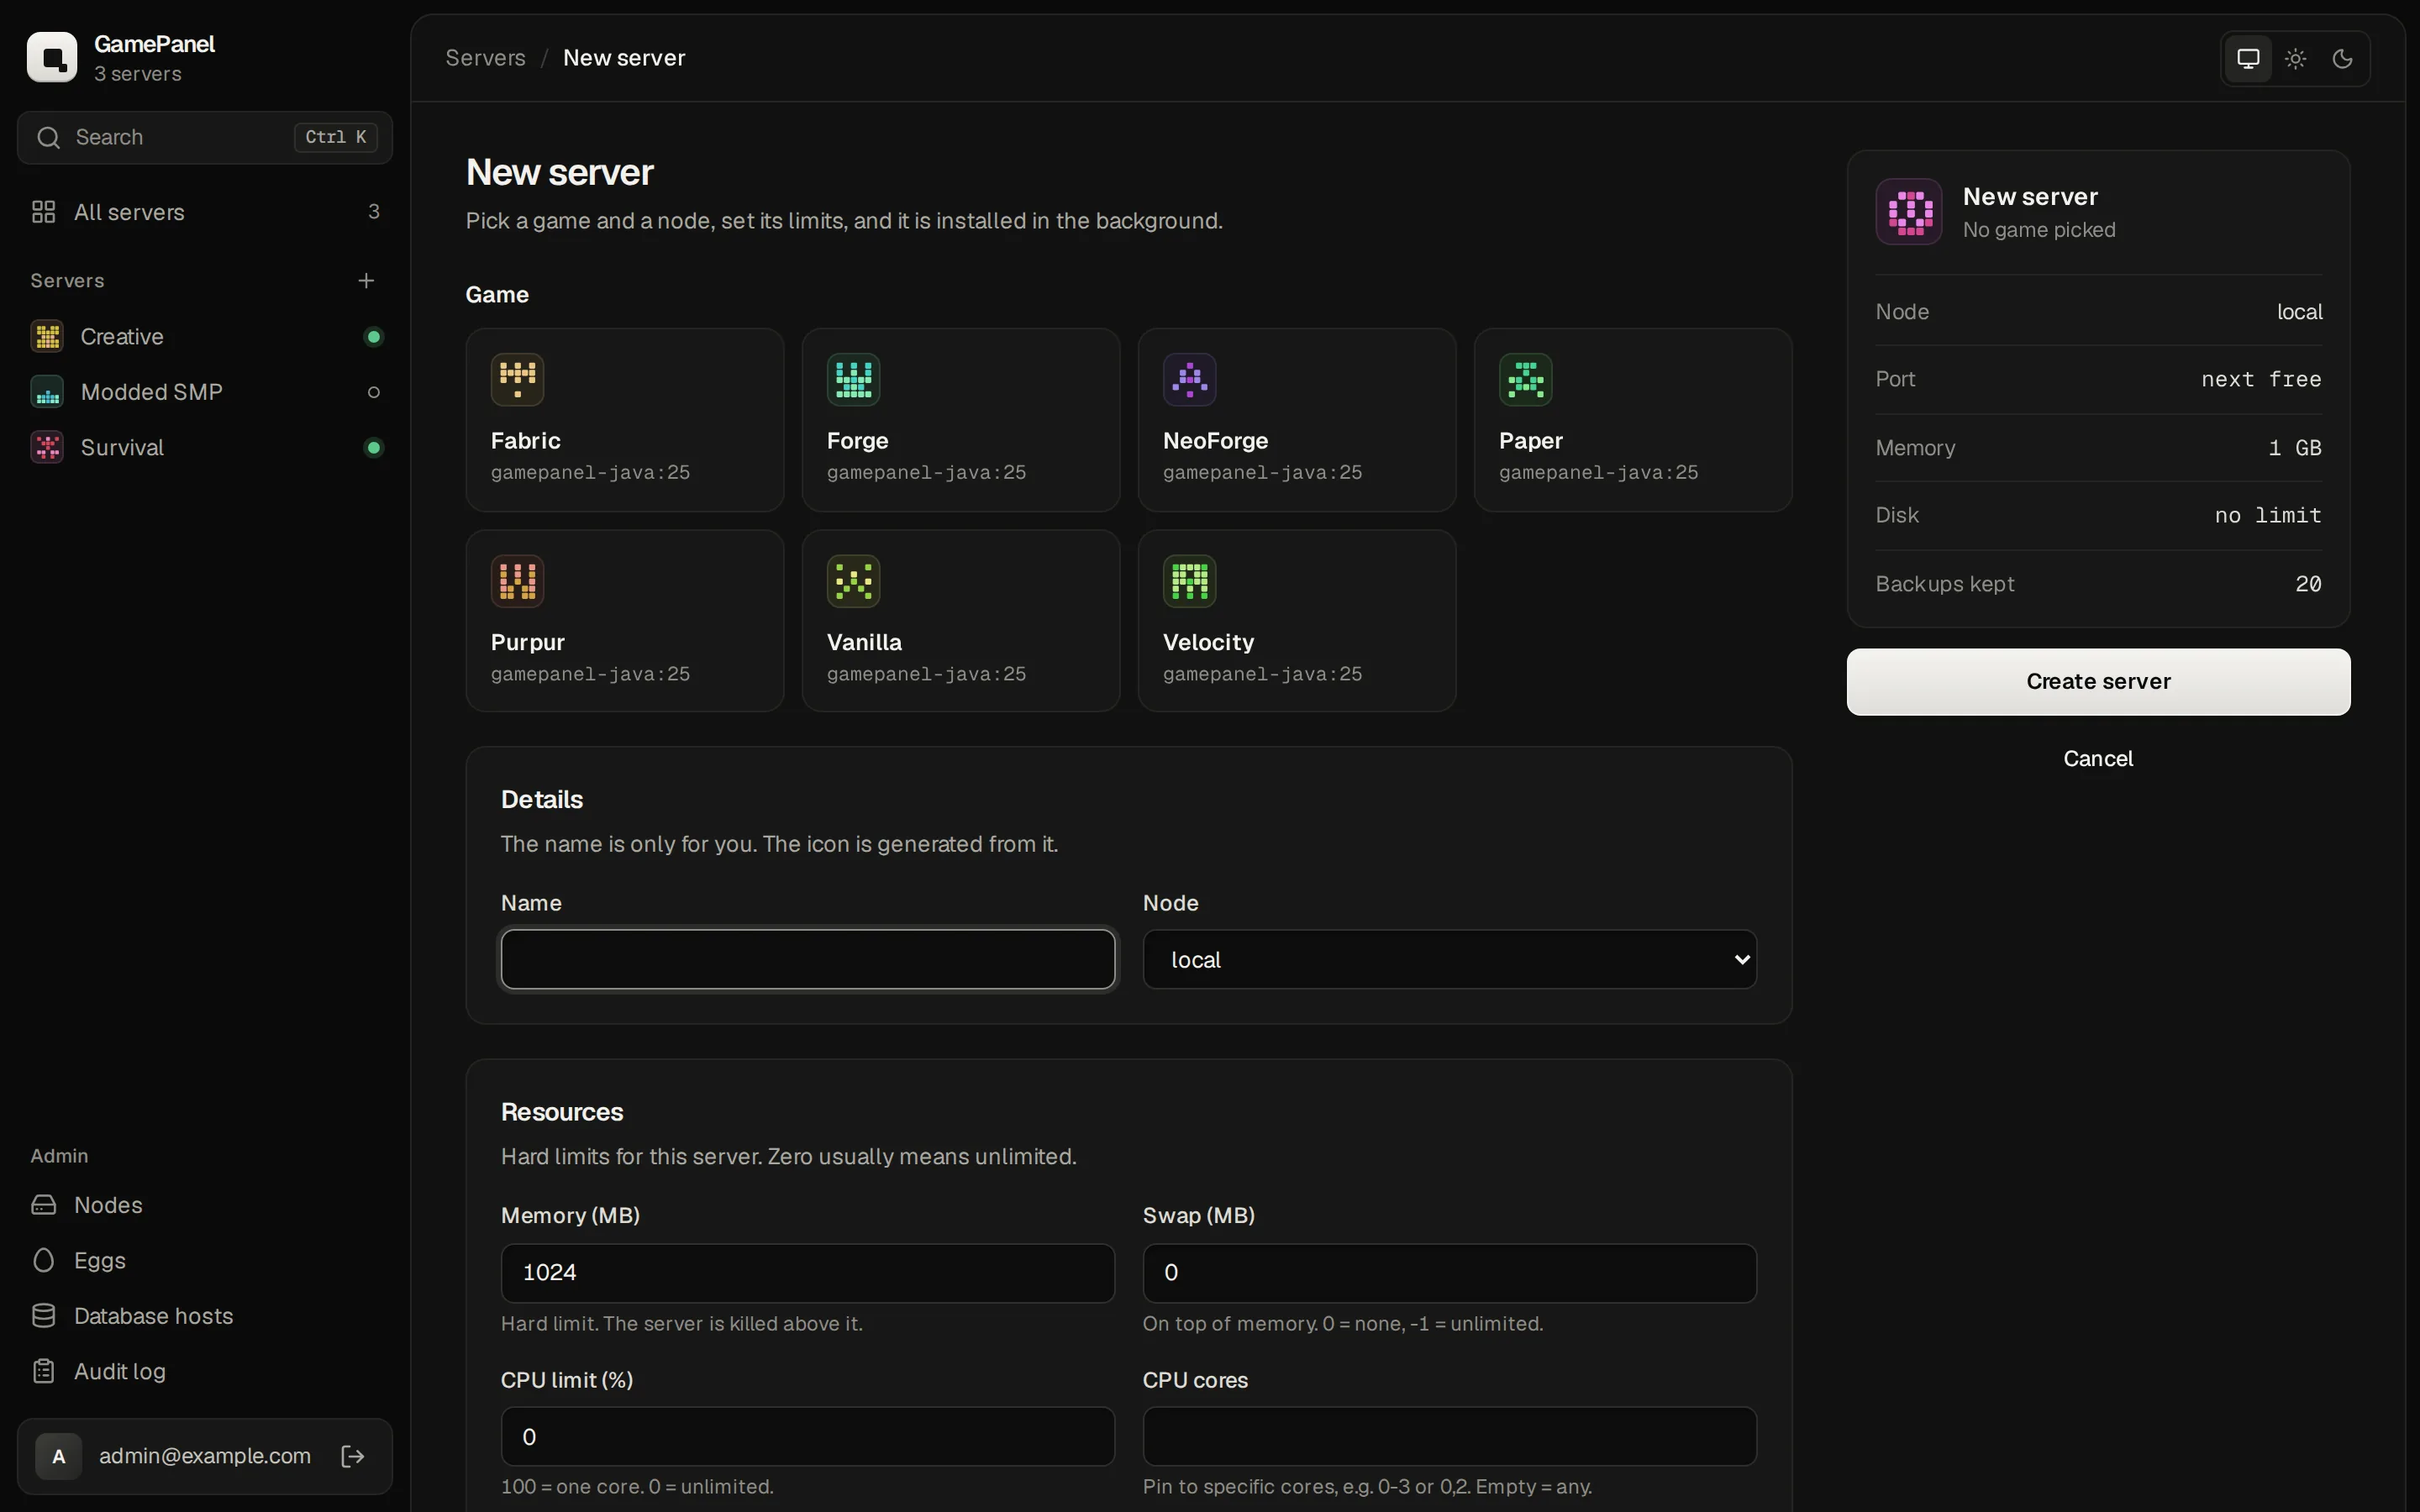 GamePanel
3 servers
Search
Ctrl K
All servers
3
Servers
Creative
Modded SMP
Survival
Admin
Nodes
Eggs
Database hosts
Audit log
A
admin@example.com
Servers / New server
New server
Pick a game and a node, set its limits, and it is installed in the background.
Game
Fabric
gamepanel-java:25
Forge
gamepanel-java:25
NeoForge
gamepanel-java:25
Paper
gamepanel-java:25
Purpur
gamepanel-java:25
Vanilla
gamepanel-java:25
Velocity
gamepanel-java:25
Details
The name is only for you. The icon is generated from it.
Name
Node
local
Resources
Hard limits for this server. Zero usually means unlimited.
Memory (MB)
1024
Hard limit. The server is killed above it.
Swap (MB)
0
On top of memory. 0 = none, -1 = unlimited.
CPU limit (%)
0
100 = one core. 0 = unlimited.
CPU cores
Pin to specific cores, e.g. 0-3 or 0,2. Empty = any.
New server
No game picked
Node
local
Port
next free
Memory
1 GB
Disk
no limit
Backups kept
20
Create server
Cancel